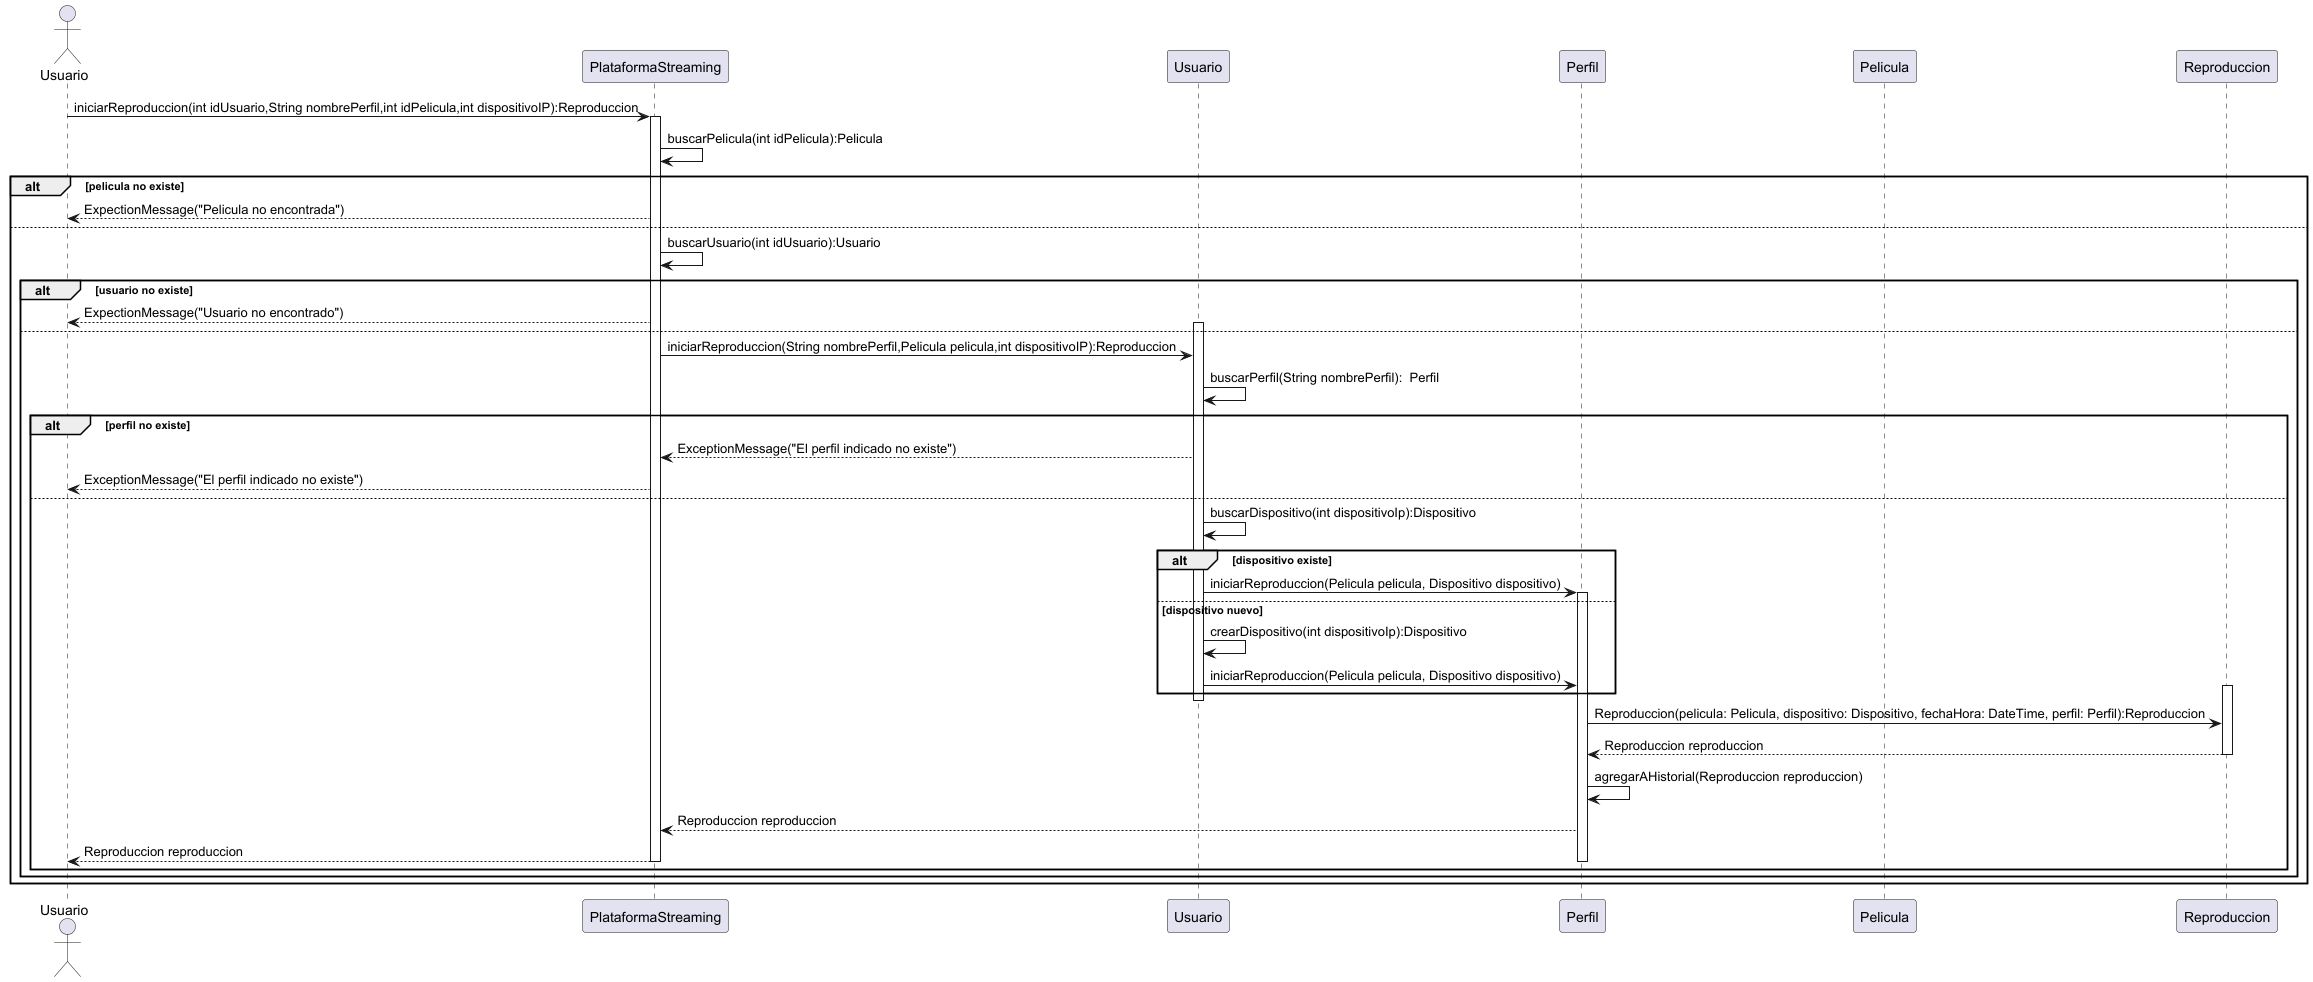 Usuario
PlataformaStreaming
Usuario
Perfil
Pelicula
Reproduccion
iniciarReproduccion(int idUsuario,String nombrePerfil,int idPelicula,int dispositivoIP):Reproduccion
buscarPelicula(int idPelicula):Pelicula
alt [pelicula no existe]
ExpectionMessage("Pelicula no encontrada")
buscarUsuario(int idUsuario):Usuario
alt [usuario no existe]
ExpectionMessage("Usuario no encontrado")
iniciarReproduccion(String nombrePerfil,Pelicula pelicula,int dispositivoIP):Reproduccion
buscarPerfil(String nombrePerfil):  Perfil
alt [perfil no existe]
ExceptionMessage("El perfil indicado no existe")
ExceptionMessage("El perfil indicado no existe")
buscarDispositivo(int dispositivoIp):Dispositivo
alt [dispositivo existe]
iniciarReproduccion(Pelicula pelicula, Dispositivo dispositivo)
[dispositivo nuevo]
crearDispositivo(int dispositivoIp):Dispositivo
iniciarReproduccion(Pelicula pelicula, Dispositivo dispositivo)
Reproduccion(pelicula: Pelicula, dispositivo: Dispositivo, fechaHora: DateTime, perfil: Perfil):Reproduccion
Reproduccion reproduccion
agregarAHistorial(Reproduccion reproduccion)
Reproduccion reproduccion
Reproduccion reproduccion
Usuario
PlataformaStreaming
Usuario
Perfil
Pelicula
Reproduccion